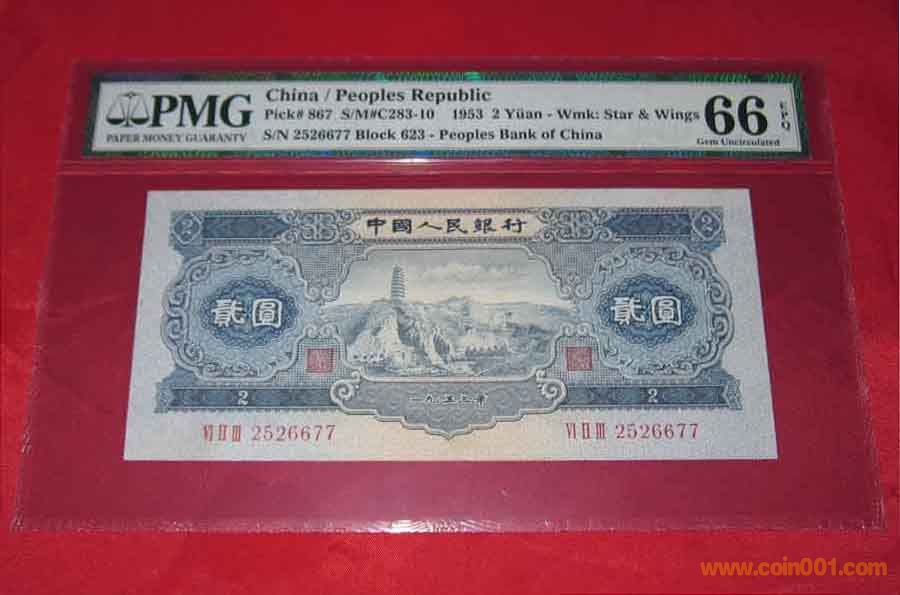 PMG
PAPER MONEY GUARANTY
China / Peoples Republic
Pick# 867 S/M#C283-10 1953 2 Yüan - Wmk: Star & Wings
S/N 2526677 Block 623 - Peoples Bank of China
66 EPQ
Gem Uncirculated
2 中國人民銀行 2
貳圓 貳圓
2 一九五三年 2
VI II III 2526677 VI II III 2526677
www.coin001.com